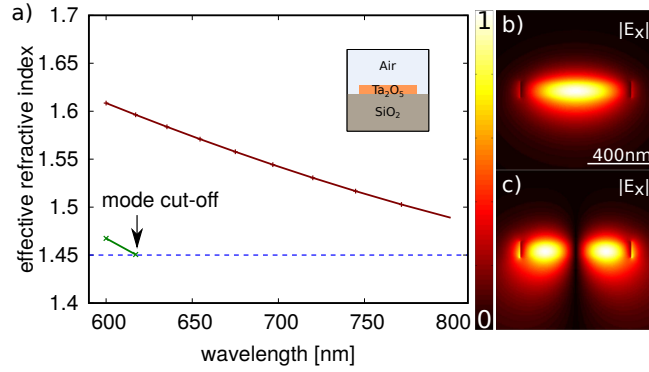 a)
1.7
1.65
1.6
1.55
1.5
1.45
1.4
effective refractive index
600
650
700
750
800
wavelength [nm]
mode cut-off
Air
Ta₂O₅
SiO₂
1
0
b)
|Eₓ|
400nm
c)
|Eₓ|